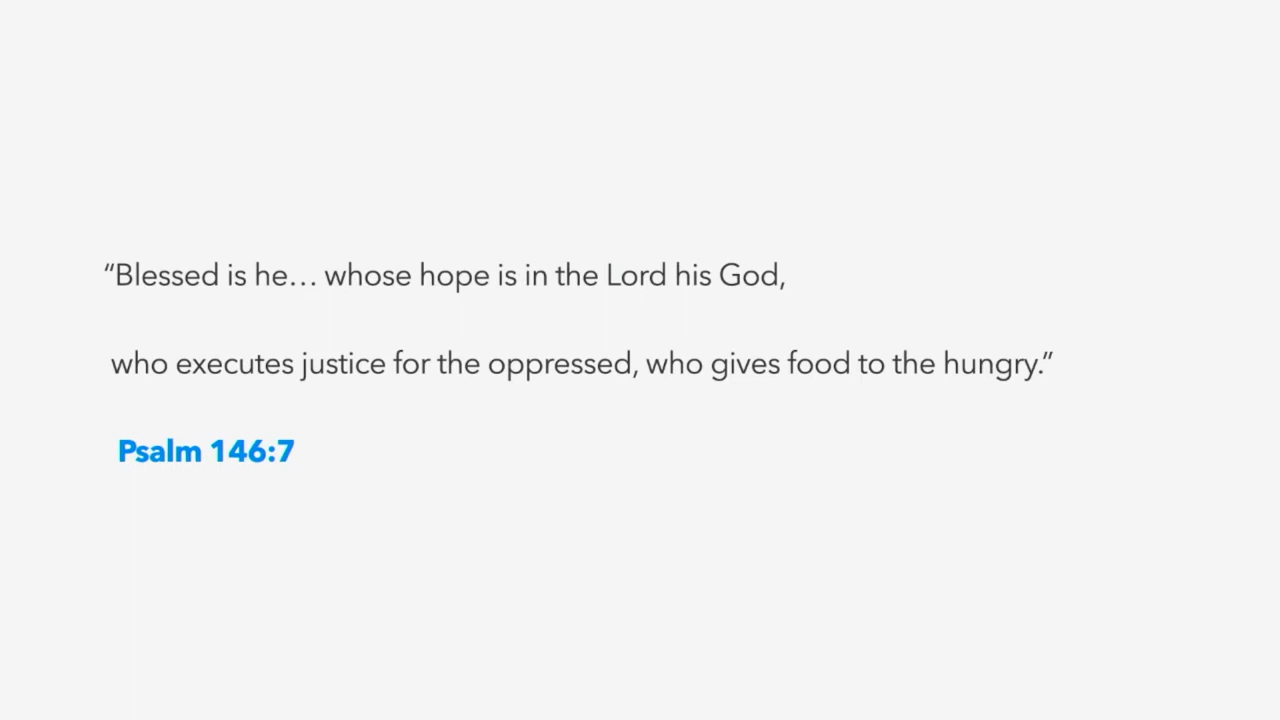 “Blessed is he… whose hope is in the Lord his God,
who executes justice for the oppressed, who gives food to the hungry.”
Psalm 146:7